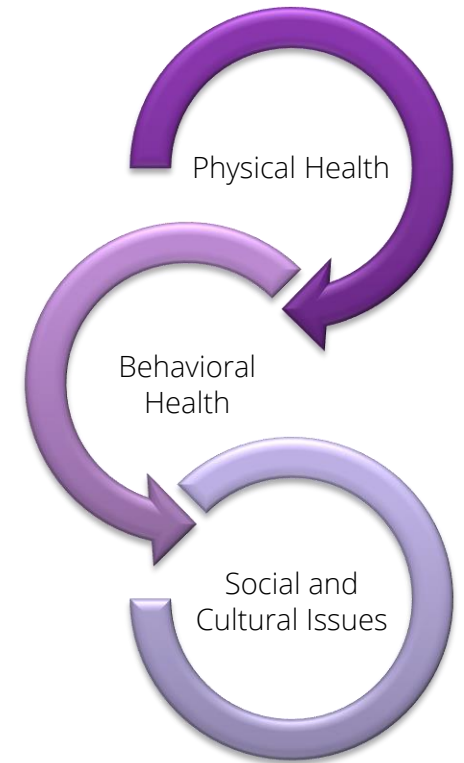 Physical Health
Behavioral
Health
Social and
Cultural Issues